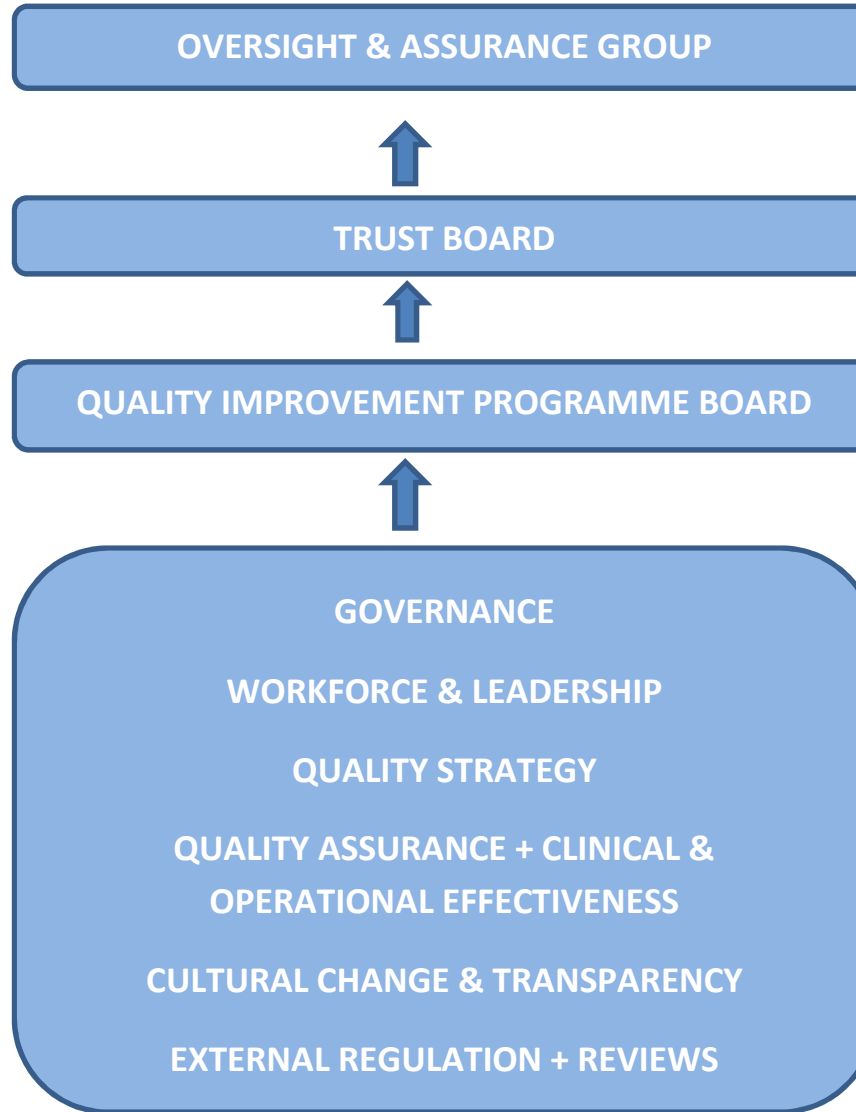 OVERSIGHT & ASSURANCE GROUP
TRUST BOARD
QUALITY IMPROVEMENT PROGRAMME BOARD
GOVERNANCE
WORKFORCE & LEADERSHIP
QUALITY STRATEGY
QUALITY ASSURANCE + CLINICAL &
OPERATIONAL EFFECTIVENESS
CULTURAL CHANGE & TRANSPARENCY
EXTERNAL REGULATION + REVIEWS